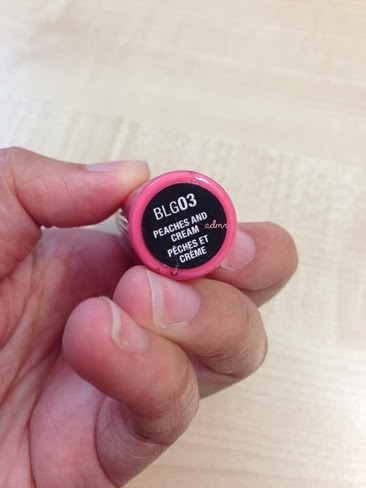 BLG03
PEACHES AND
CREAM
PÊCHES ET
CRÈME